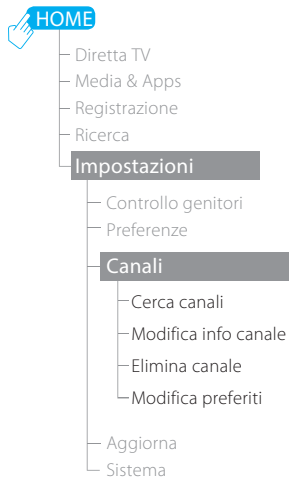 HOME
Diretta TV
Media & Apps
Registrazione
Ricerca
Impostazioni
Controllo genitori
Preferenze
Canali
Cerca canali
Modifica info canale
Elimina canale
Modifica preferiti
Aggiorna
Sistema